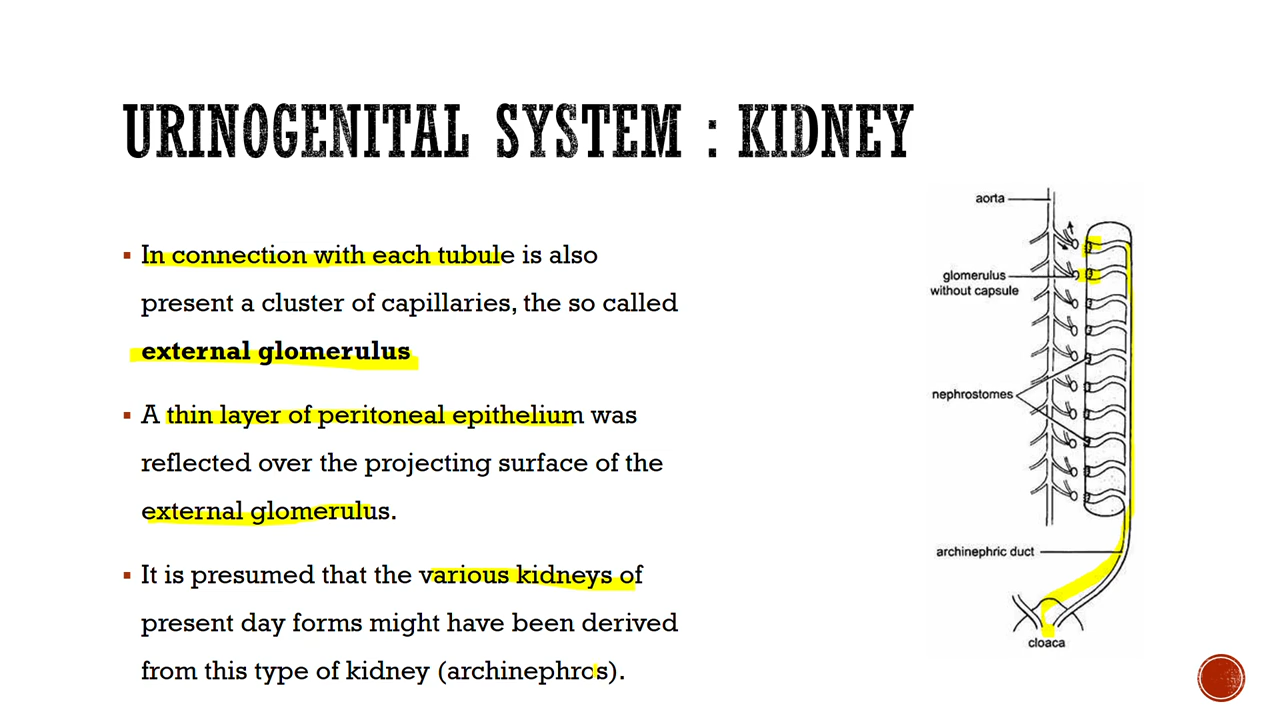 URINOGENITAL SYSTEM : KIDNEY
In connection with each tubule is also
present a cluster of capillaries, the so called
external glomerulus
A thin layer of peritoneal epithelium was
reflected over the projecting surface of the
external glomerulus.
It is presumed that the various kidneys of
present day forms might have been derived
from this type of kidney (archinephros).
aorta
glomerulus
without capsule
nephrostomes
archinephric duct
cloaca